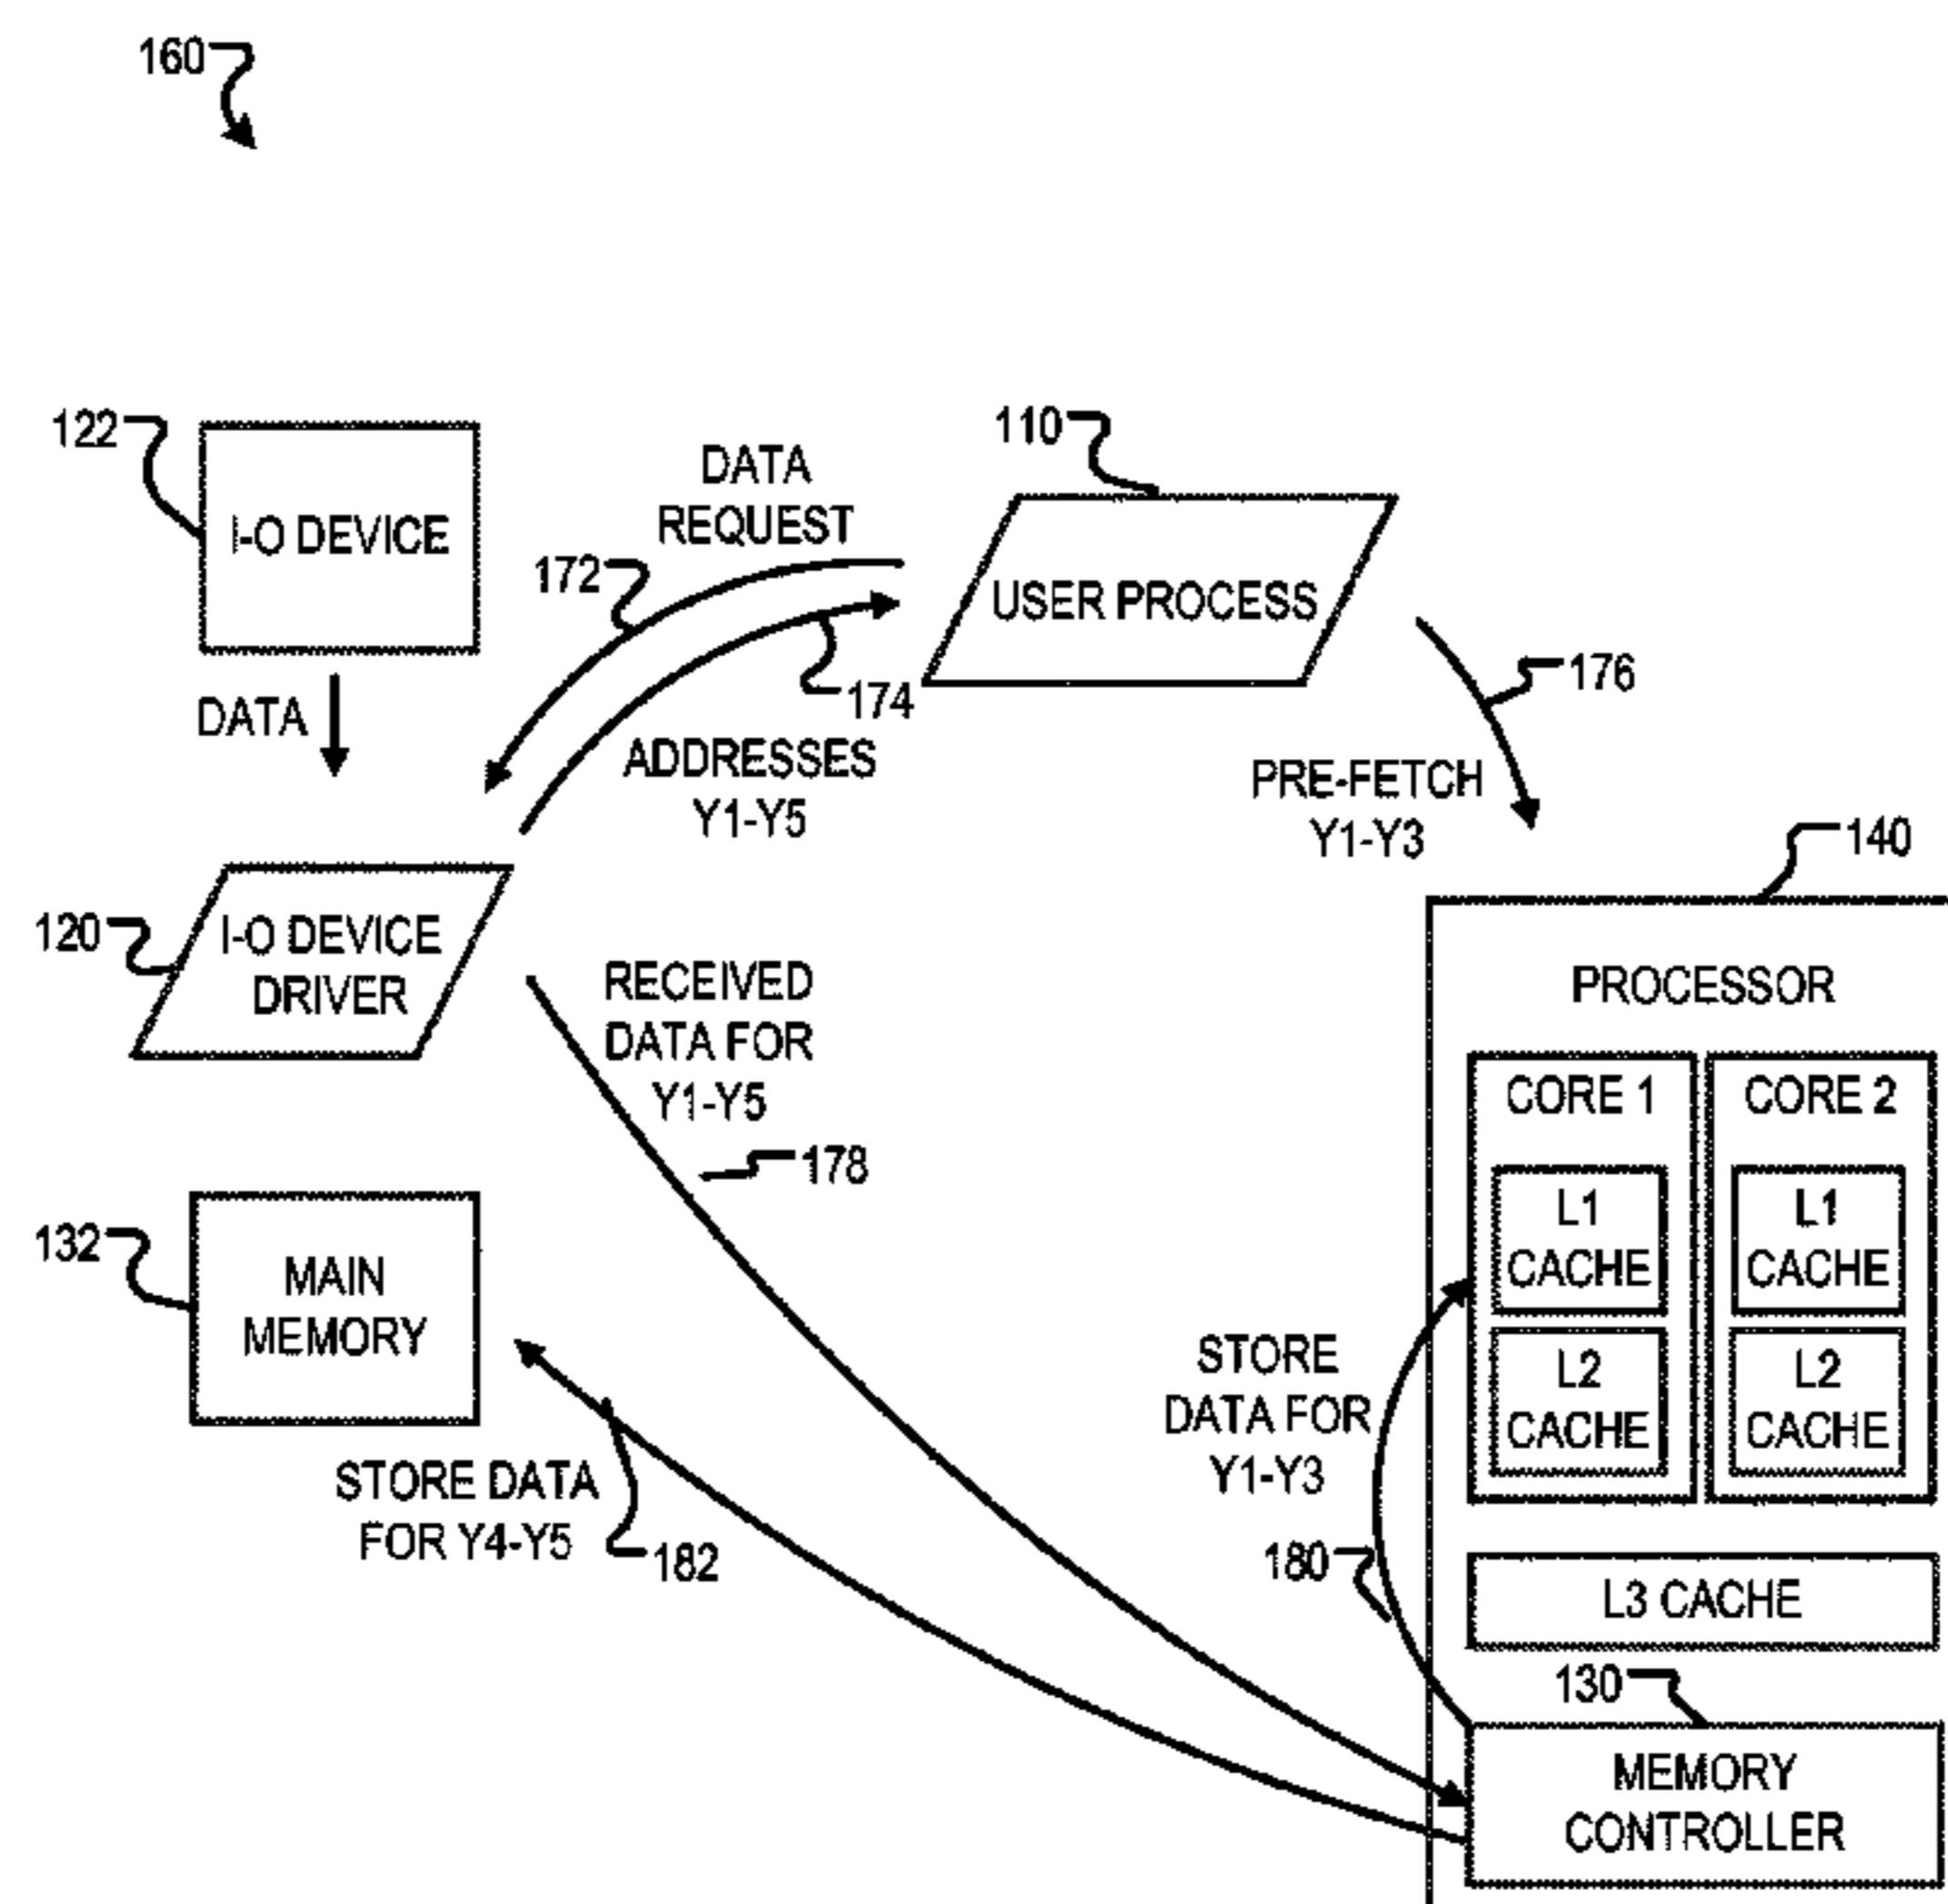 160
122
I-O DEVICE
DATA
REQUEST
110
USER PROCESS
172
174
176
DATA
ADDRESSES
Y1-Y5
PRE-FETCH
Y1-Y3
140
120
I-O DEVICE
DRIVER
RECEIVED
DATA FOR
Y1-Y5
178
PROCESSOR
CORE 1
CORE 2
L1
CACHE
L1
CACHE
L2
CACHE
L2
CACHE
132
MAIN
MEMORY
STORE
DATA FOR
Y1-Y3
STORE DATA
FOR Y4-Y5
182
180
L3 CACHE
130
MEMORY
CONTROLLER